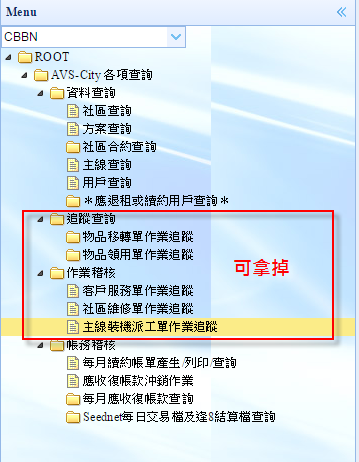 Menu
CBBN
ROOT
AVS-City 各項查詢
資料查詢
社區查詢
方案查詢
社區合約查詢
主線查詢
用戶查詢
＊應退租或續約用戶查詢＊
追蹤查詢
物品移轉單作業追蹤
物品領用單作業追蹤
可拿掉
作業稽核
客戶服務單作業追蹤
社區維修單作業追蹤
主線裝機派工單作業追蹤
帳務稽核
每月續約帳單產生/列印/查詢
應收復帳款沖銷作業
每月應收復帳款查詢
Seednet每日交易檔及逢8結算檔查詢